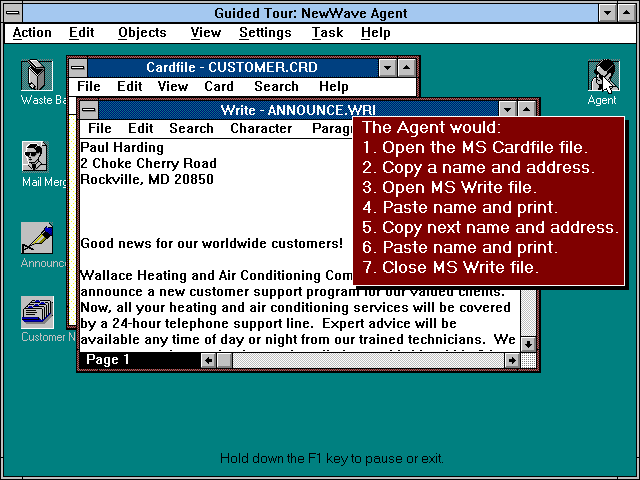 Guided Tour: NewWave Agent
Action Edit Objects View Settings Task Help
Waste Ba
Agent
Mail Merg
Announce
Customer N
Cardfile - CUSTOMER.CRD
File Edit View Card Search Help
Write - ANNOUNCE.WRI
File Edit Search Character Paragr
Paul Harding
2 Choke Cherry Road
Rockville, MD 20850
Good news for our worldwide customers!
Wallace Heating and Air Conditioning Com
announce a new customer support program for our valued clients.
Now, all your heating and air conditioning services will be covered
by a 24-hour telephone support line. Expert advice will be
available any time of day or night from our trained technicians. We
Page 1
The Agent would:
1. Open the MS Cardfile file.
2. Copy a name and address.
3. Open MS Write file.
4. Paste name and print.
5. Copy next name and address.
6. Paste name and print.
7. Close MS Write file.
Hold down the F1 key to pause or exit.